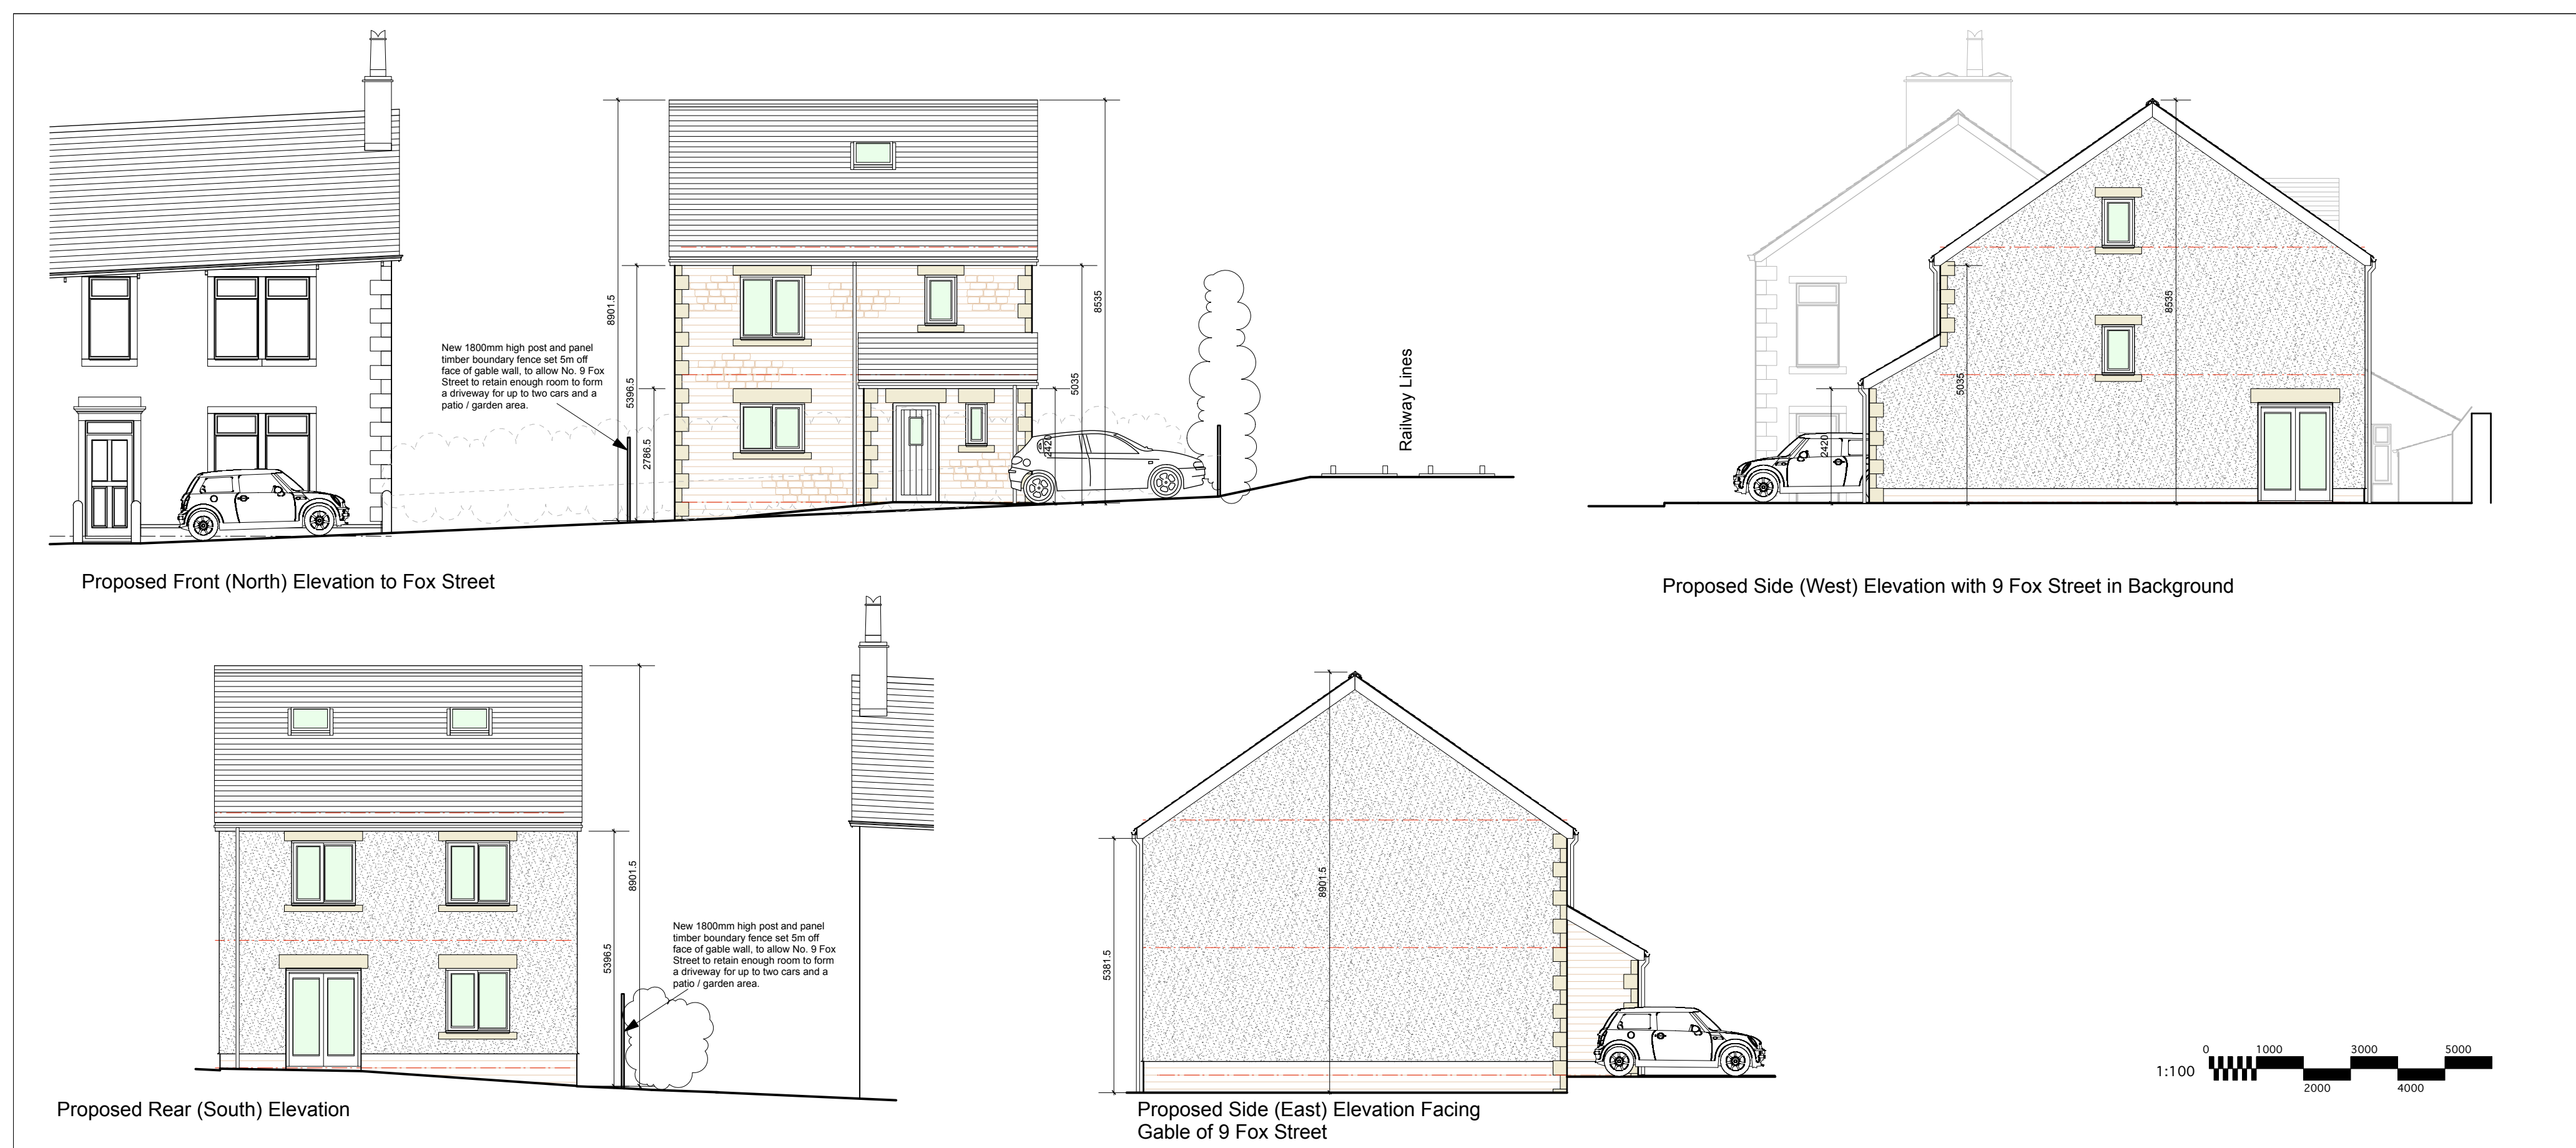 New 1800mm high post and panel
timber boundary fence set 5m off
face of gable wall, to allow No. 9 Fox
Street to retain enough room to form
a driveway for up to two cars and a
patio / garden area.
8901.5
5396.5
2786.5
2420
5035
8535
Railway Lines
Proposed Front (North) Elevation to Fox Street
2420
5035
8535
Proposed Side (West) Elevation with 9 Fox Street in Background
5396.5
8901.5
New 1800mm high post and panel
timber boundary fence set 5m off
face of gable wall, to allow No. 9 Fox
Street to retain enough room to form
a driveway for up to two cars and a
patio / garden area.
Proposed Rear (South) Elevation
5381.5
8901.5
Proposed Side (East) Elevation Facing
Gable of 9 Fox Street
1:100
0 1000 3000 5000
2000 4000